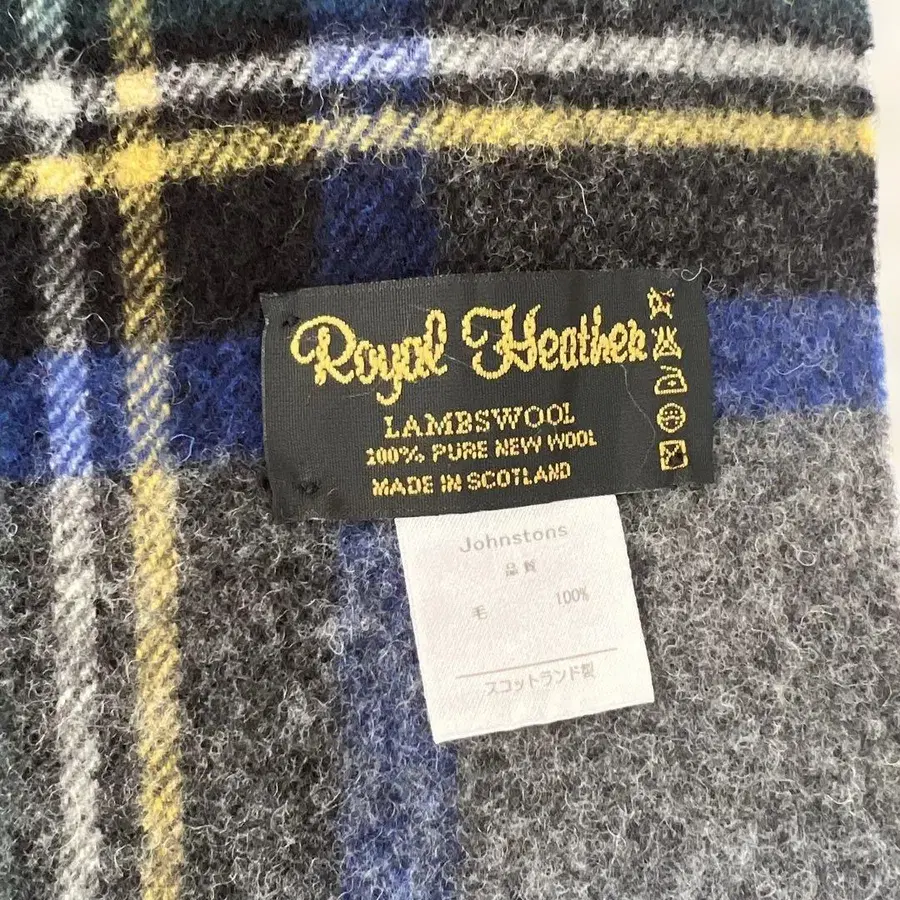 Royal Heather
LAMBSWOOL
100% PURE NEW WOOL
MADE IN SCOTLAND
Johnstons
品質
毛 100%
スコットランド製